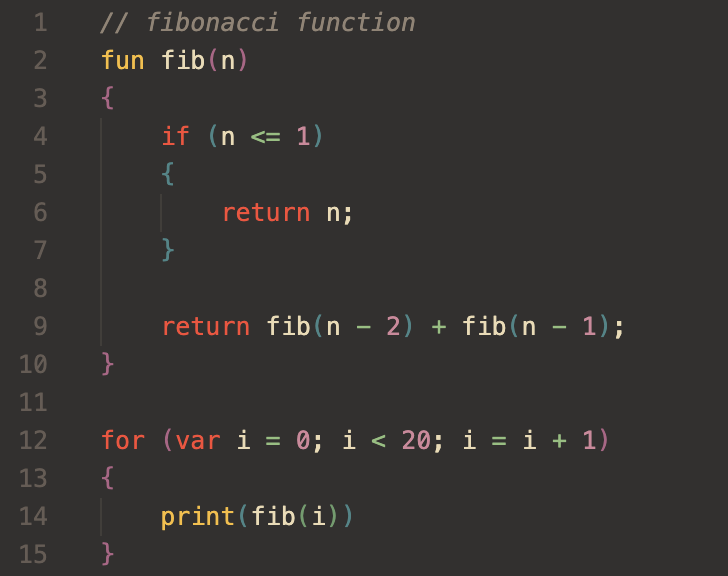 1 // fibonacci function
2 fun fib(n)
3 {
4     if (n <= 1)
5     {
6         return n;
7     }
8
9     return fib(n - 2) + fib(n - 1);
10 }
11
12 for (var i = 0; i < 20; i = i + 1)
13 {
14     print(fib(i))
15 }